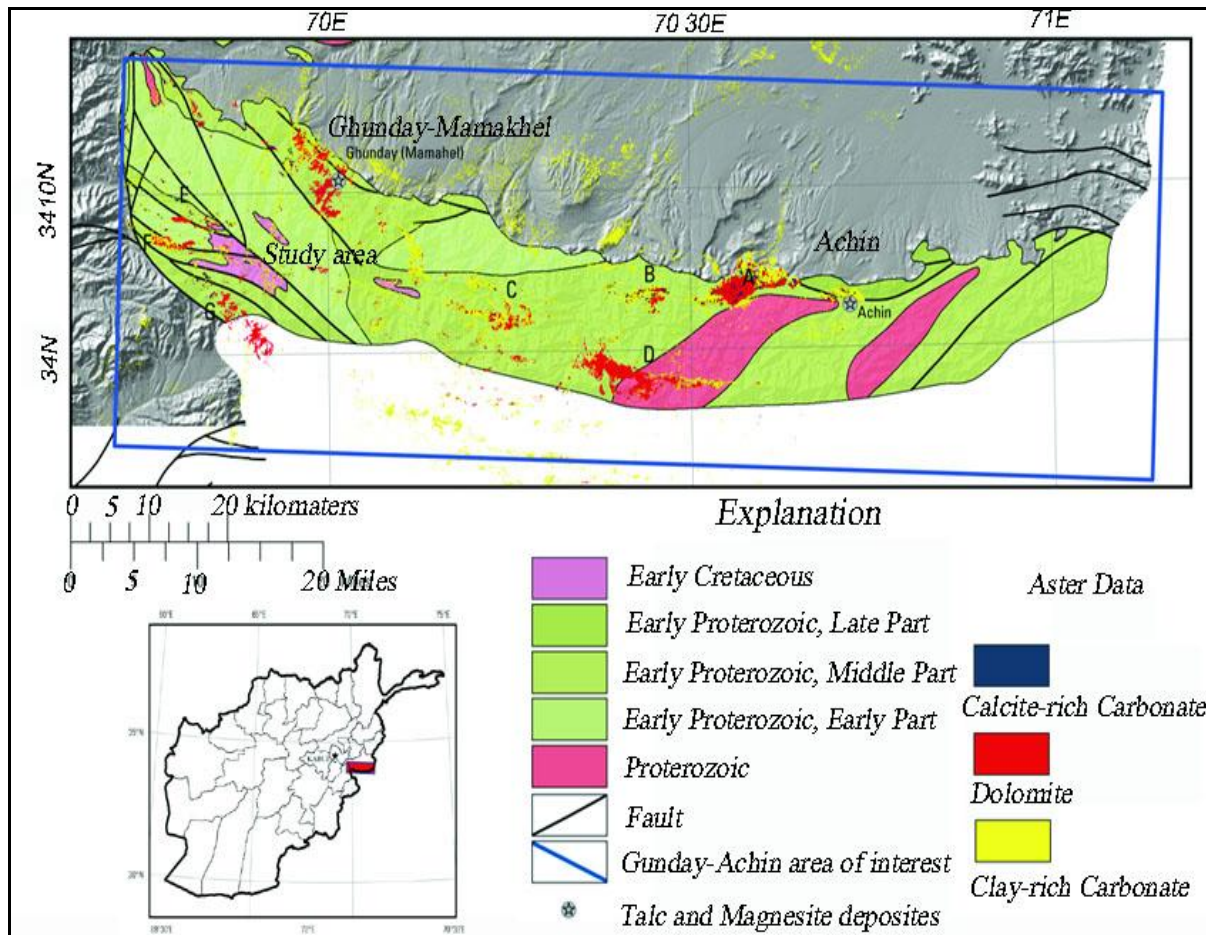 70E
70 30E
71E
3410N
34N
Ghunday-Mamakhel
Ghunday (Mamahel)
E
F
Study area
G
C
B
A
D
Achin
Achin
0 5 10 20 kilomaters
0 5 10 20 Miles
Explanation
Early Cretaceous
Early Proterozoic, Late Part
Early Proterozoic, Middle Part
Early Proterozoic, Early Part
Proterozoic
Fault
Gunday-Achin area of interest
Talc and Magnesite deposites
Aster Data
Calcite-rich Carbonate
Dolomite
Clay-rich Carbonate